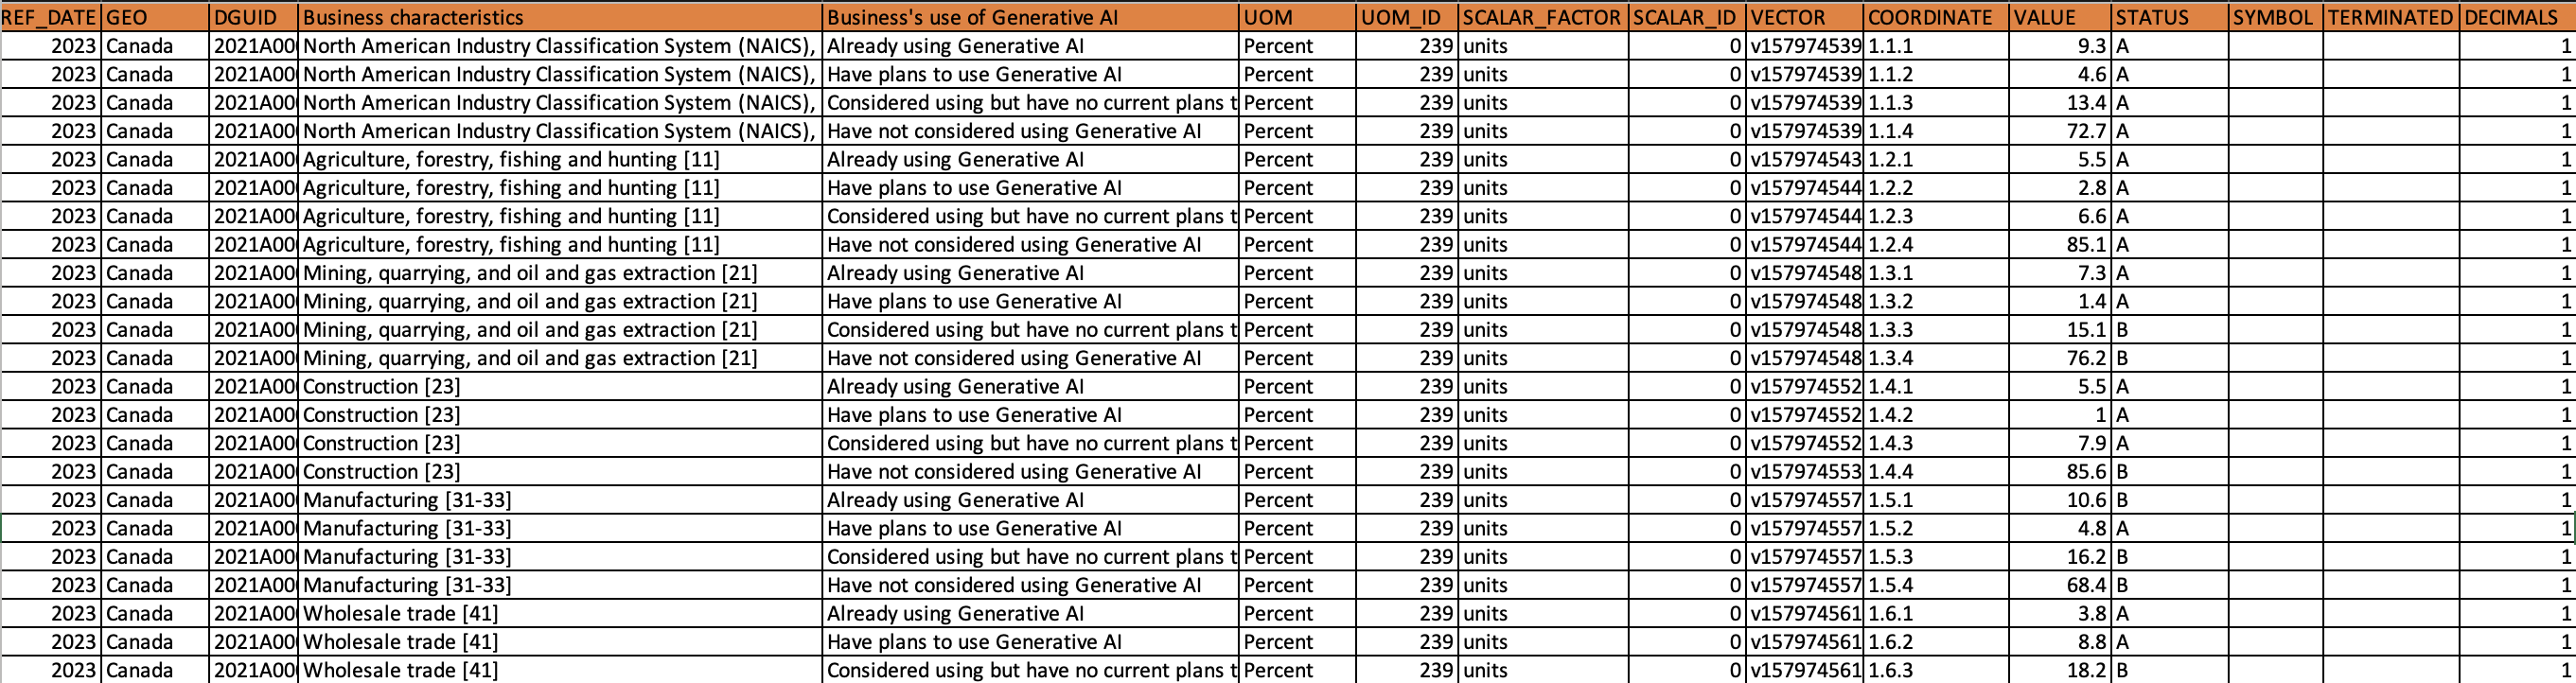 REF_DATE GEO DGUID Business characteristics Business's use of Generative AI UOM UOM_ID SCALAR_FACTOR SCALAR_ID VECTOR COORDINATE VALUE STATUS SYMBOL TERMINATED DECIMALS
2023 Canada 2021A00 North American Industry Classification System (NAICS), Already using Generative AI Percent 239 units 0 v157974539 1.1.1 9.3 A 1
2023 Canada 2021A00 North American Industry Classification System (NAICS), Have plans to use Generative AI Percent 239 units 0 v157974539 1.1.2 4.6 A 1
2023 Canada 2021A00 North American Industry Classification System (NAICS), Considered using but have no current plans t Percent 239 units 0 v157974539 1.1.3 13.4 A 1
2023 Canada 2021A00 North American Industry Classification System (NAICS), Have not considered using Generative AI Percent 239 units 0 v157974539 1.1.4 72.7 A 1
2023 Canada 2021A00 Agriculture, forestry, fishing and hunting [11] Already using Generative AI Percent 239 units 0 v157974543 1.2.1 5.5 A 1
2023 Canada 2021A00 Agriculture, forestry, fishing and hunting [11] Have plans to use Generative AI Percent 239 units 0 v157974544 1.2.2 2.8 A 1
2023 Canada 2021A00 Agriculture, forestry, fishing and hunting [11] Considered using but have no current plans t Percent 239 units 0 v157974544 1.2.3 6.6 A 1
2023 Canada 2021A00 Agriculture, forestry, fishing and hunting [11] Have not considered using Generative AI Percent 239 units 0 v157974544 1.2.4 85.1 A 1
2023 Canada 2021A00 Mining, quarrying, and oil and gas extraction [21] Already using Generative AI Percent 239 units 0 v157974548 1.3.1 7.3 A 1
2023 Canada 2021A00 Mining, quarrying, and oil and gas extraction [21] Have plans to use Generative AI Percent 239 units 0 v157974548 1.3.2 1.4 A 1
2023 Canada 2021A00 Mining, quarrying, and oil and gas extraction [21] Considered using but have no current plans t Percent 239 units 0 v157974548 1.3.3 15.1 B 1
2023 Canada 2021A00 Mining, quarrying, and oil and gas extraction [21] Have not considered using Generative AI Percent 239 units 0 v157974548 1.3.4 76.2 B 1
2023 Canada 2021A00 Construction [23] Already using Generative AI Percent 239 units 0 v157974552 1.4.1 5.5 A 1
2023 Canada 2021A00 Construction [23] Have plans to use Generative AI Percent 239 units 0 v157974552 1.4.2 1 A 1
2023 Canada 2021A00 Construction [23] Considered using but have no current plans t Percent 239 units 0 v157974552 1.4.3 7.9 A 1
2023 Canada 2021A00 Construction [23] Have not considered using Generative AI Percent 239 units 0 v157974553 1.4.4 85.6 B 1
2023 Canada 2021A00 Manufacturing [31-33] Already using Generative AI Percent 239 units 0 v157974557 1.5.1 10.6 B 1
2023 Canada 2021A00 Manufacturing [31-33] Have plans to use Generative AI Percent 239 units 0 v157974557 1.5.2 4.8 A 1
2023 Canada 2021A00 Manufacturing [31-33] Considered using but have no current plans t Percent 239 units 0 v157974557 1.5.3 16.2 B 1
2023 Canada 2021A00 Manufacturing [31-33] Have not considered using Generative AI Percent 239 units 0 v157974557 1.5.4 68.4 B 1
2023 Canada 2021A00 Wholesale trade [41] Already using Generative AI Percent 239 units 0 v157974561 1.6.1 3.8 A 1
2023 Canada 2021A00 Wholesale trade [41] Have plans to use Generative AI Percent 239 units 0 v157974561 1.6.2 8.8 A 1
2023 Canada 2021A00 Wholesale trade [41] Considered using but have no current plans t Percent 239 units 0 v157974561 1.6.3 18.2 B 1